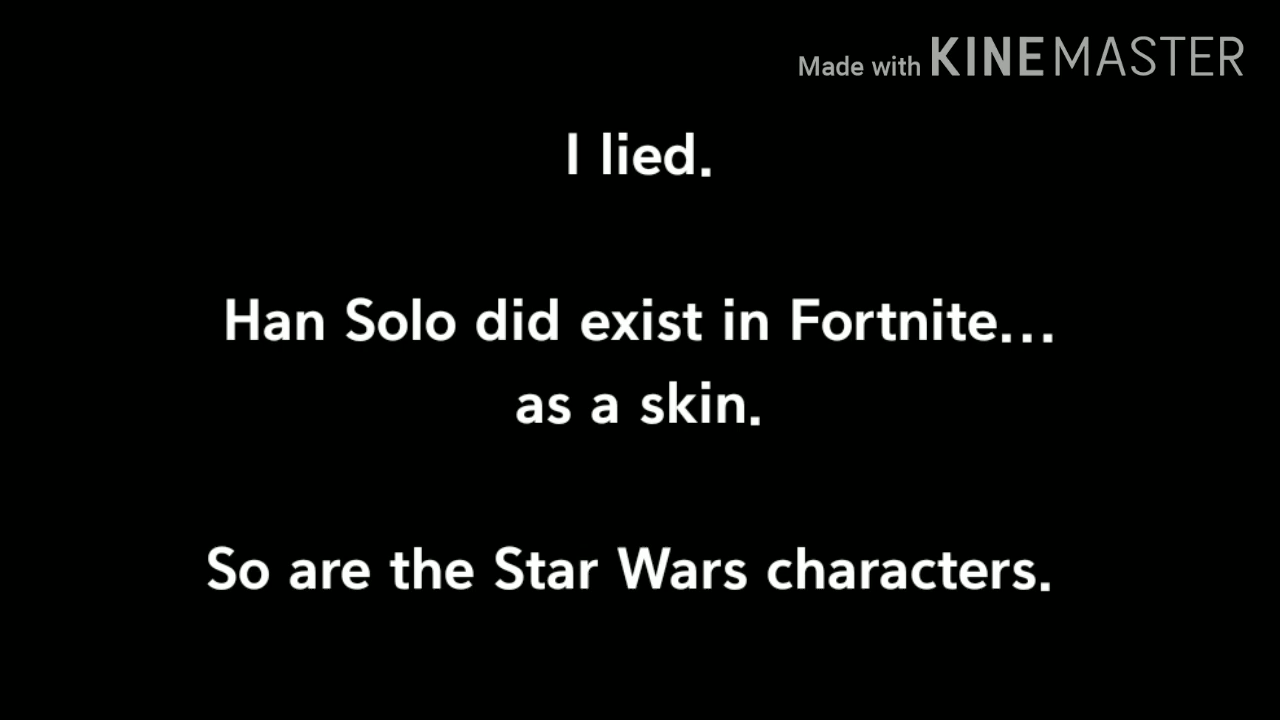 Made with KINEMASTER
I lied.
Han Solo did exist in Fortnite...
as a skin.
So are the Star Wars characters.